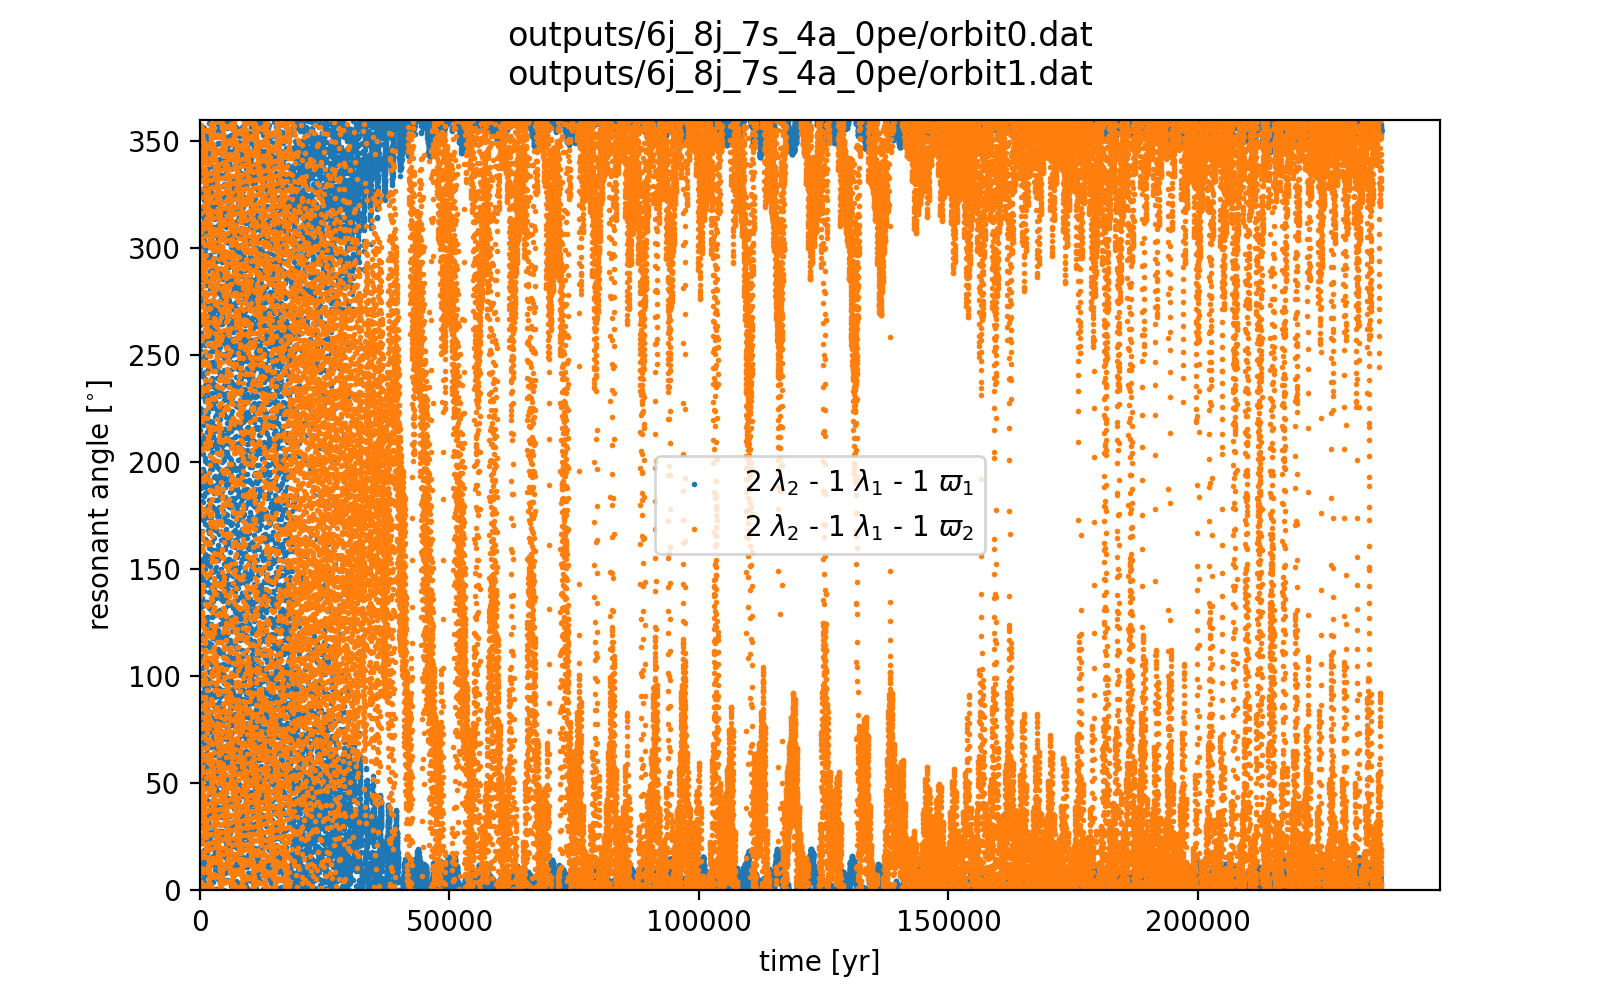 outputs/6j_8j_7s_4a_0pe/orbit0.dat
outputs/6j_8j_7s_4a_0pe/orbit1.dat
350
300
250
200
150
100
50
0
resonant angle [°]
2 λ₂ - 1 λ₁ - 1 ϖ₁
2 λ₂ - 1 λ₁ - 1 ϖ₂
0
50000
100000
150000
200000
time [yr]